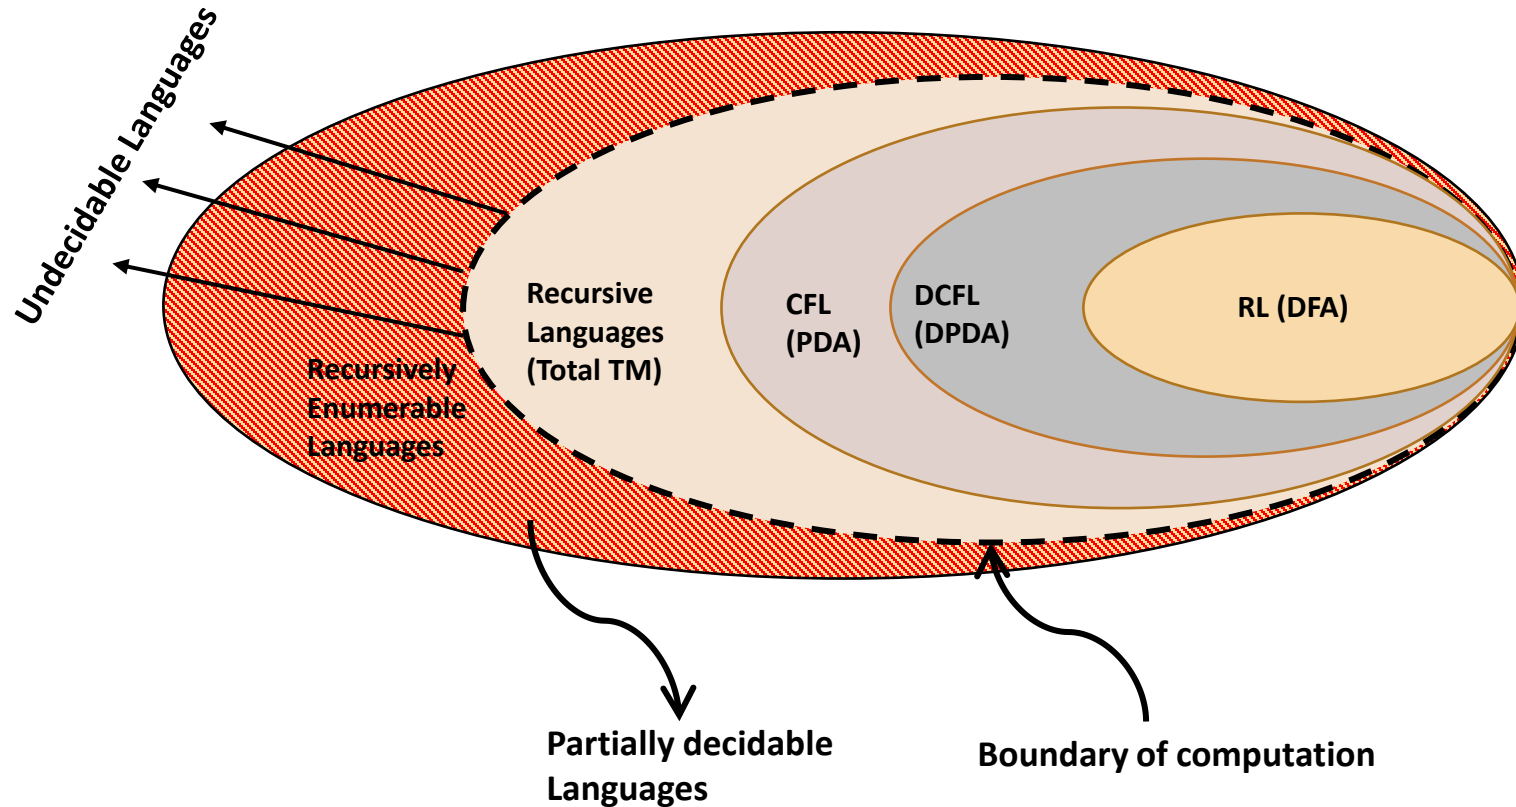 Undecidable Languages
Recursively
Enumerable
Languages
Recursive
Languages
(Total TM)
CFL
(PDA)
DCFL
(DPDA)
RL (DFA)
Partially decidable
Languages
Boundary of computation